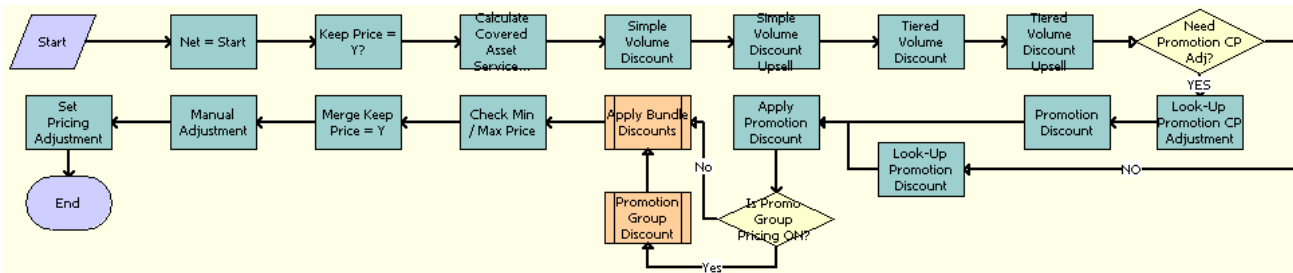 Start
Net = Start
Keep Price =
Y?
Calculate
Covered
Asset
Service...
Simple
Volume
Discount
Simple
Volume
Discount
Upsell
Tiered
Volume
Discount
Tiered
Volume
Discount
Upsell
Need
Promotion CP
Adj?
YES
Set
Pricing
Adjustment
Manual
Adjustment
Merge Keep
Price = Y
Check Min
/ Max Price
Apply Bundle
Discounts
Apply
Promotion
Discount
Promotion
Discount
Look-Up
Promotion CP
Adjustment
Look-Up
Promotion
Discount
NO
No
End
Promotion
Group
Discount
Is Promo
Group
Pricing ON?
Yes